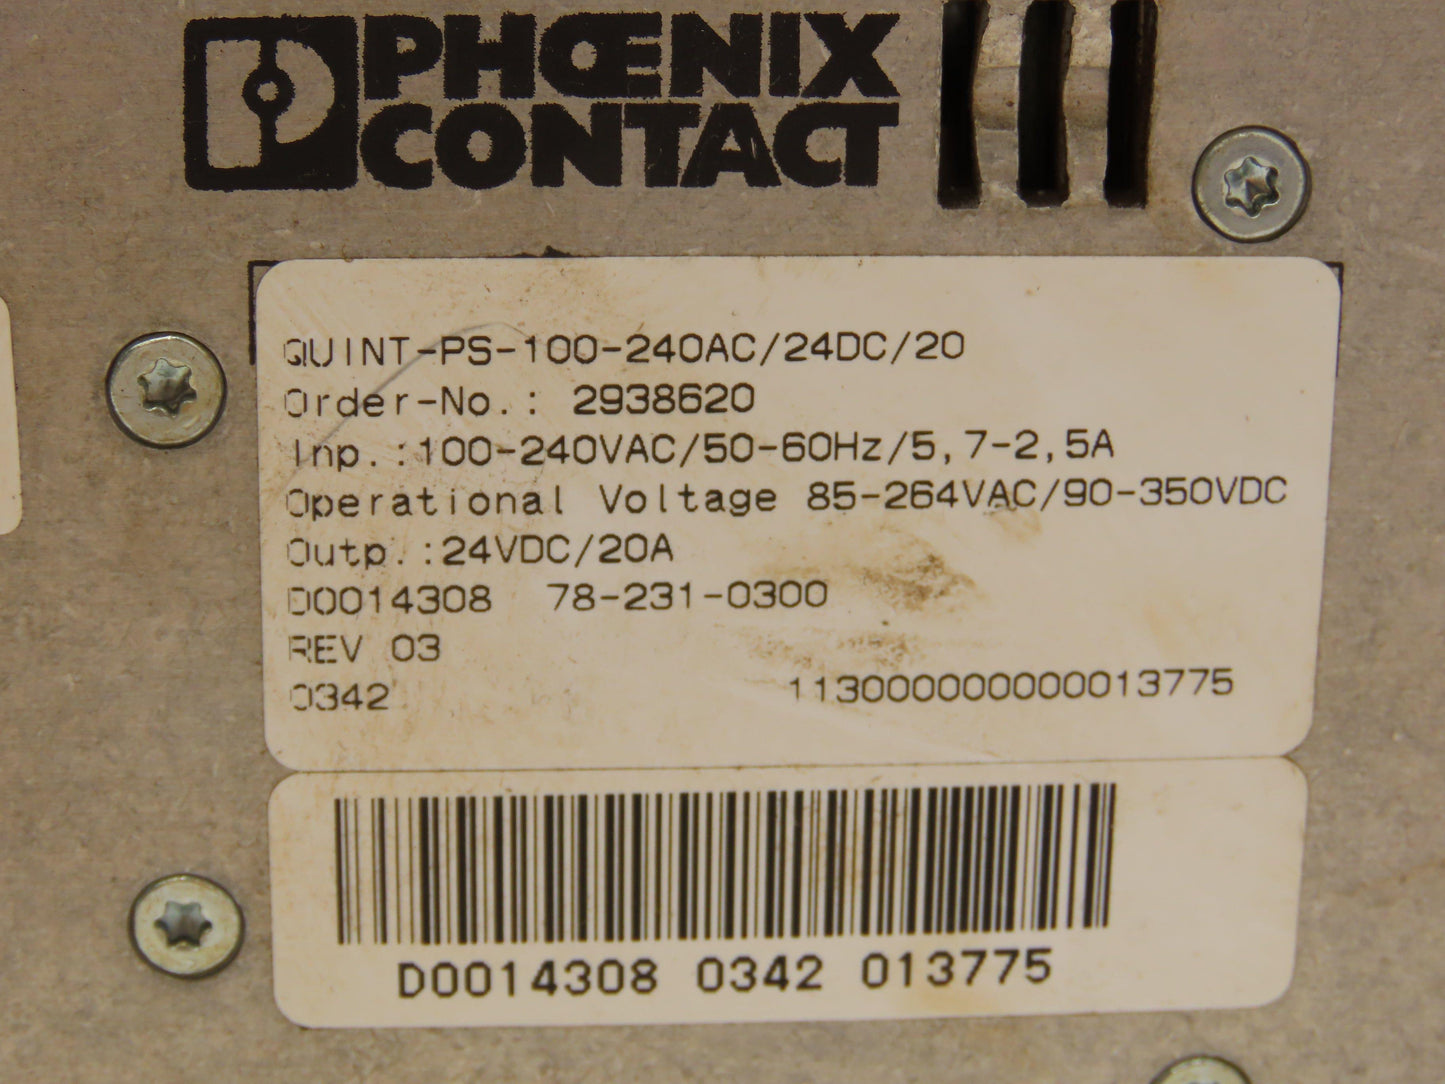 PHŒNIX
CONTACT
QUINT-PS-100-240AC/24DC/20
Order-No.: 2938620
Inp.:100-240VAC/50-60Hz/5,7-2,5A
Operational Voltage 85-264VAC/90-350VDC
Outp.:24VDC/20A
D0014308 78-231-0300
REV 03
0342 1130000000000013775
D0014308 0342 013775